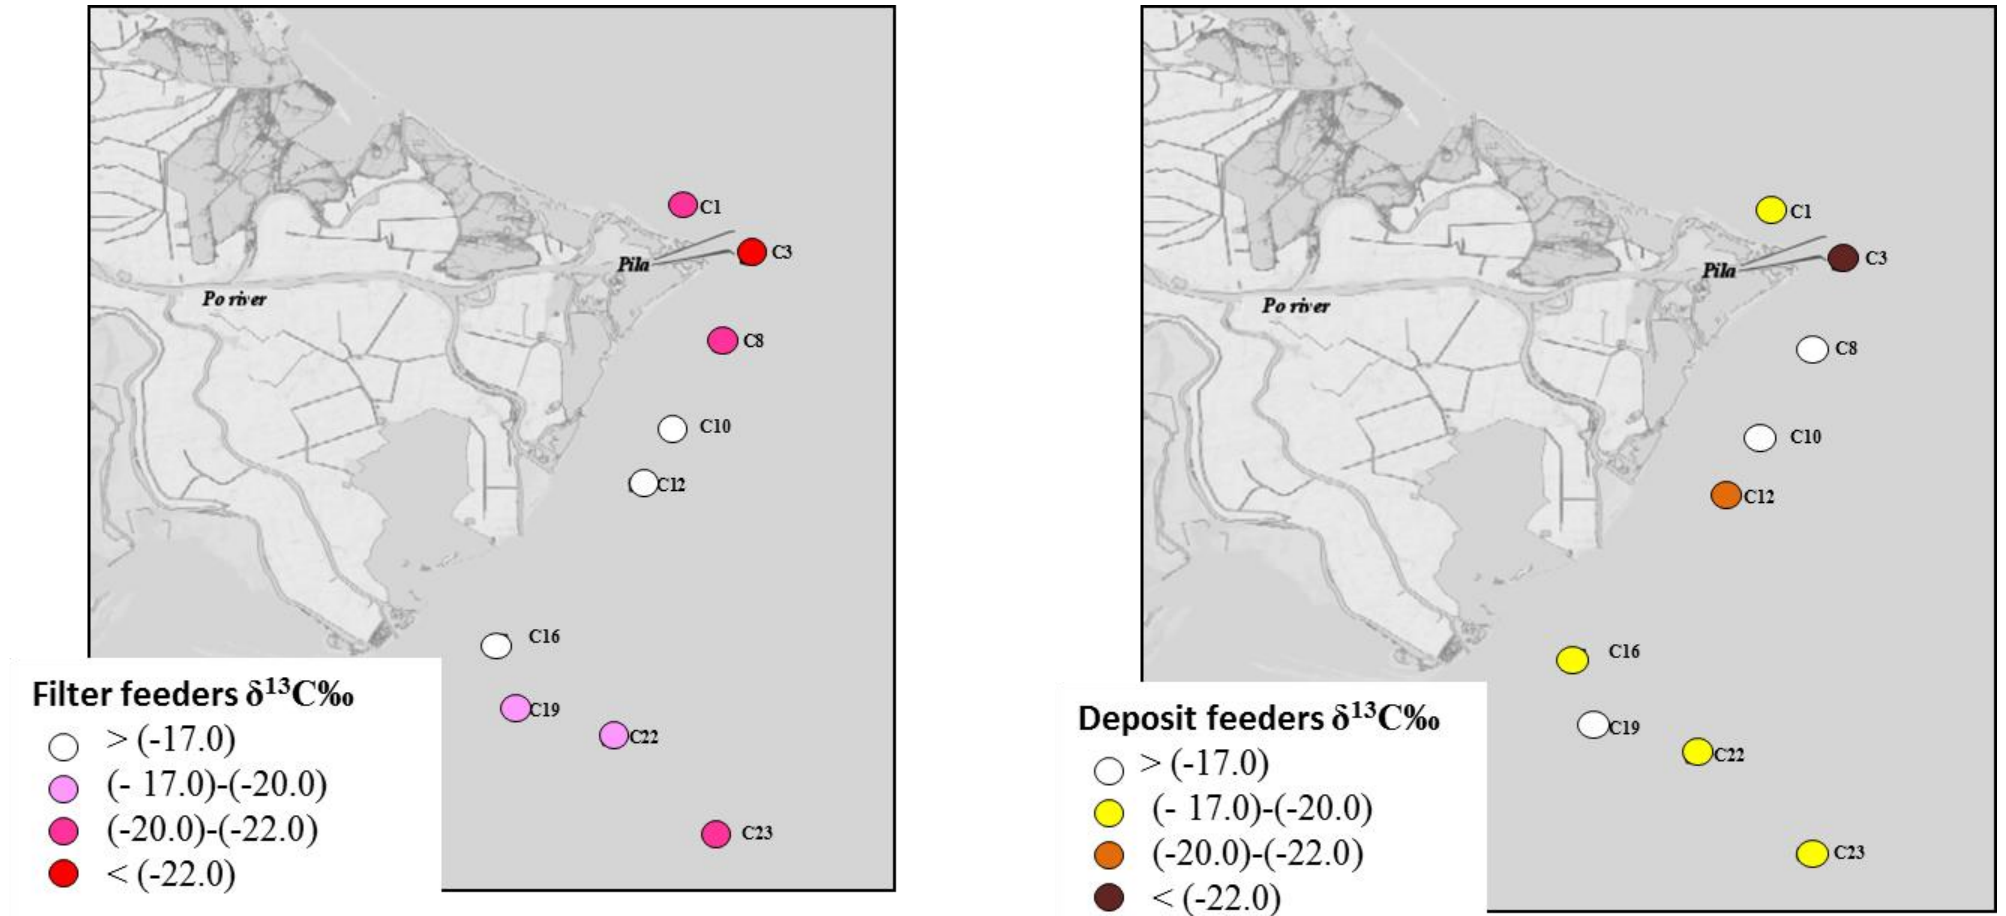 C1
C3
Pila
Po river
C8
C10
C12
C16
C19
C22
C23
Filter feeders δ¹³C‰
> (-17.0)
(- 17.0)-(-20.0)
(-20.0)-(-22.0)
< (-22.0)
C1
C3
Pila
Po river
C8
C10
C12
C16
C19
C22
C23
Deposit feeders δ¹³C‰
> (-17.0)
(- 17.0)-(-20.0)
(-20.0)-(-22.0)
< (-22.0)